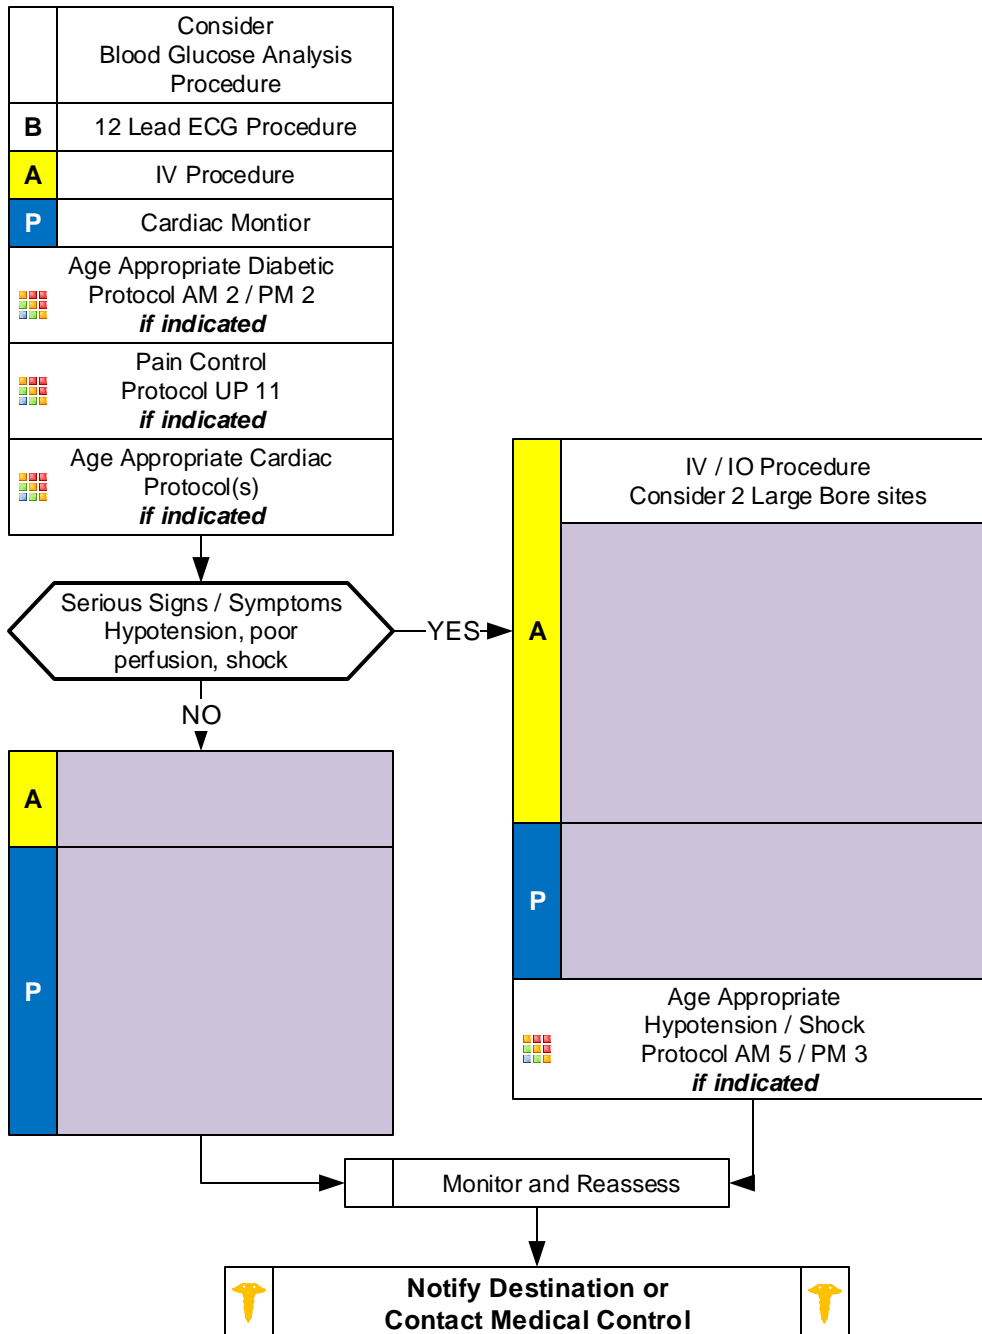 Consider
Blood Glucose Analysis
Procedure
B
12 Lead ECG Procedure
A
IV Procedure
P
Cardiac Montior
Age Appropriate Diabetic
Protocol AM 2 / PM 2
if indicated
Pain Control
Protocol UP 11
if indicated
Age Appropriate Cardiac
Protocol(s)
if indicated
Serious Signs / Symptoms
Hypotension, poor
perfusion, shock
YES
NO
A
P
IV / IO Procedure
Consider 2 Large Bore sites
A
P
Age Appropriate
Hypotension / Shock
Protocol AM 5 / PM 3
if indicated
Monitor and Reassess
Notify Destination or
Contact Medical Control